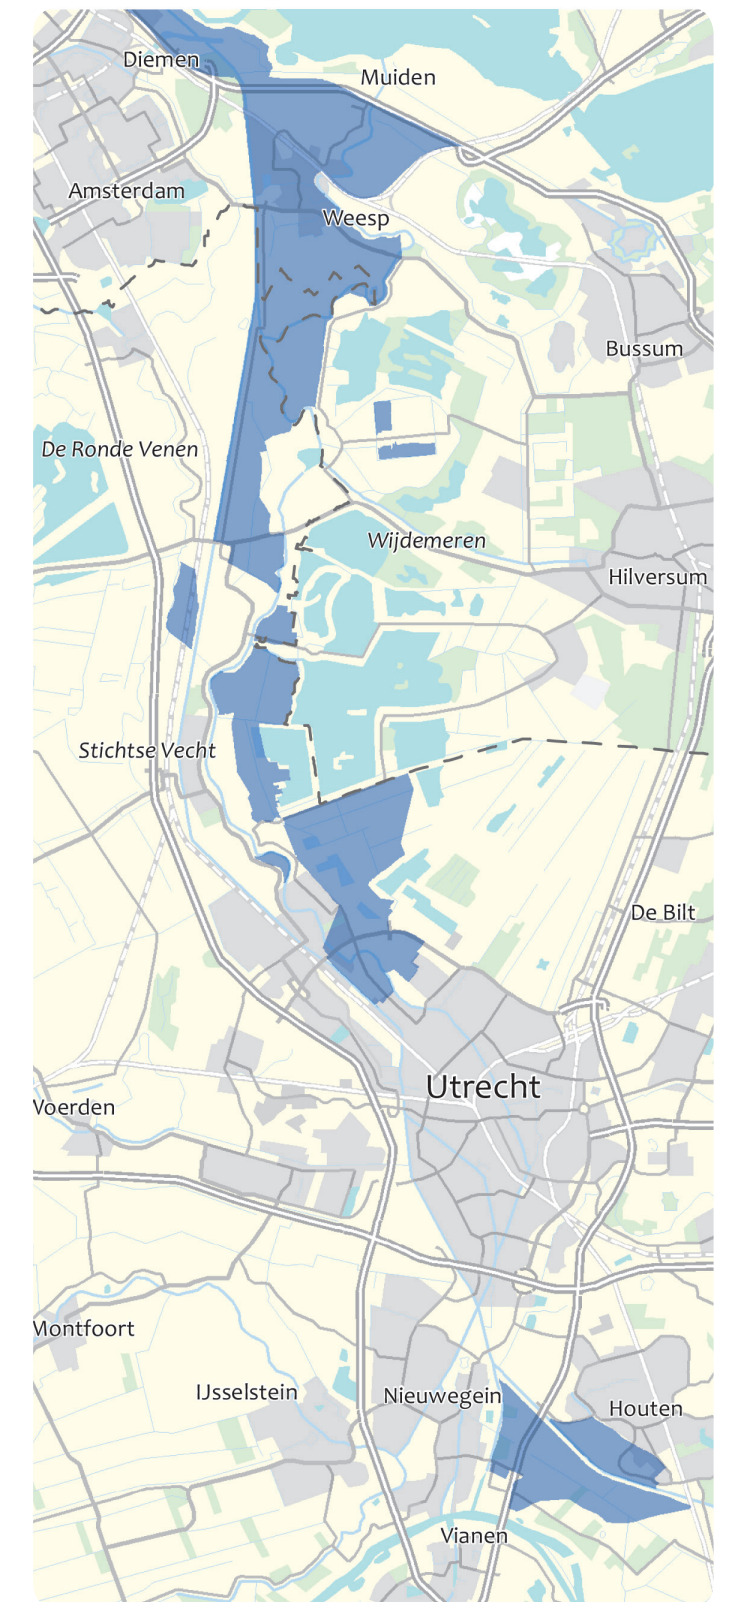 Diemen
Muiden
Amsterdam
Weesp
Bussum
De Ronde Venen
Wijdemeren
Hilversum
Stichtse Vecht
De Bilt
Utrecht
Woerden
Montfoort
IJsselstein
Nieuwegein
Houten
Vianen